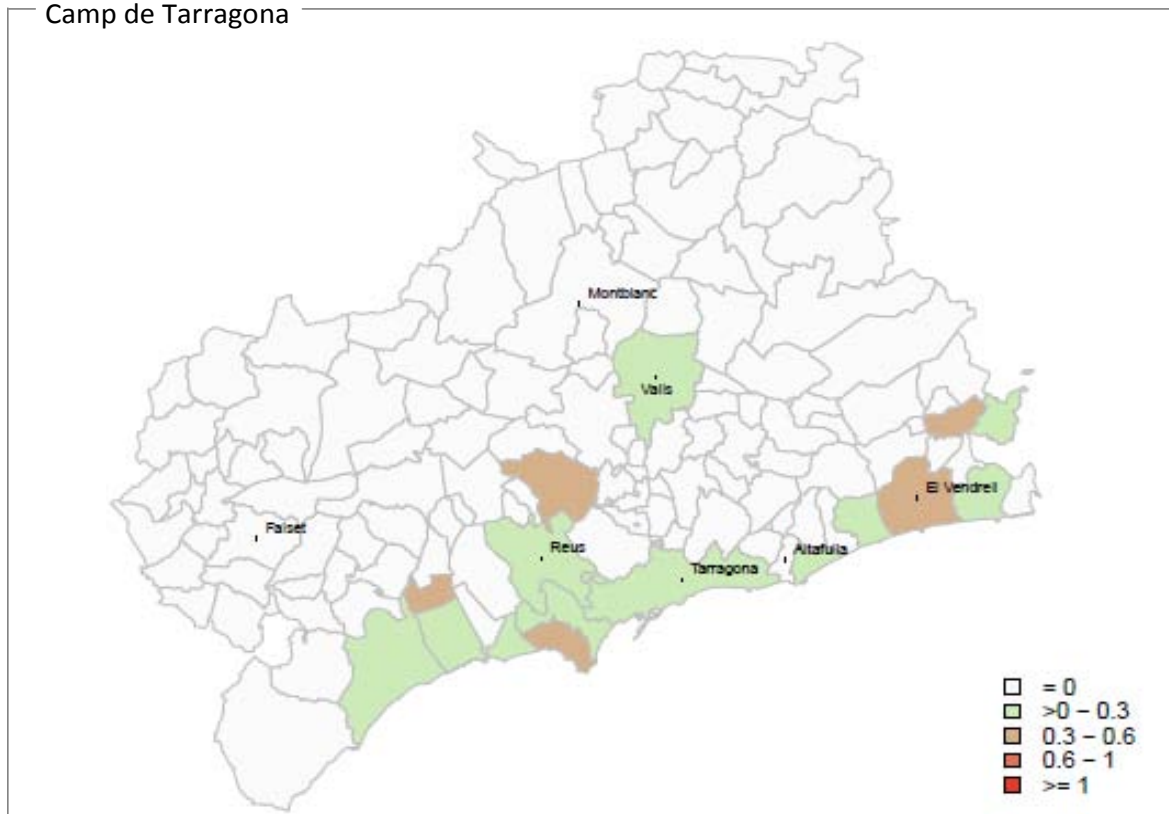 Camp de Tarragona
Montblanc
Valls
El Vendrell
Falset
Reus
Altafulla
Tarragona
= 0
>0 – 0.3
0.3 – 0.6
0.6 – 1
>= 1